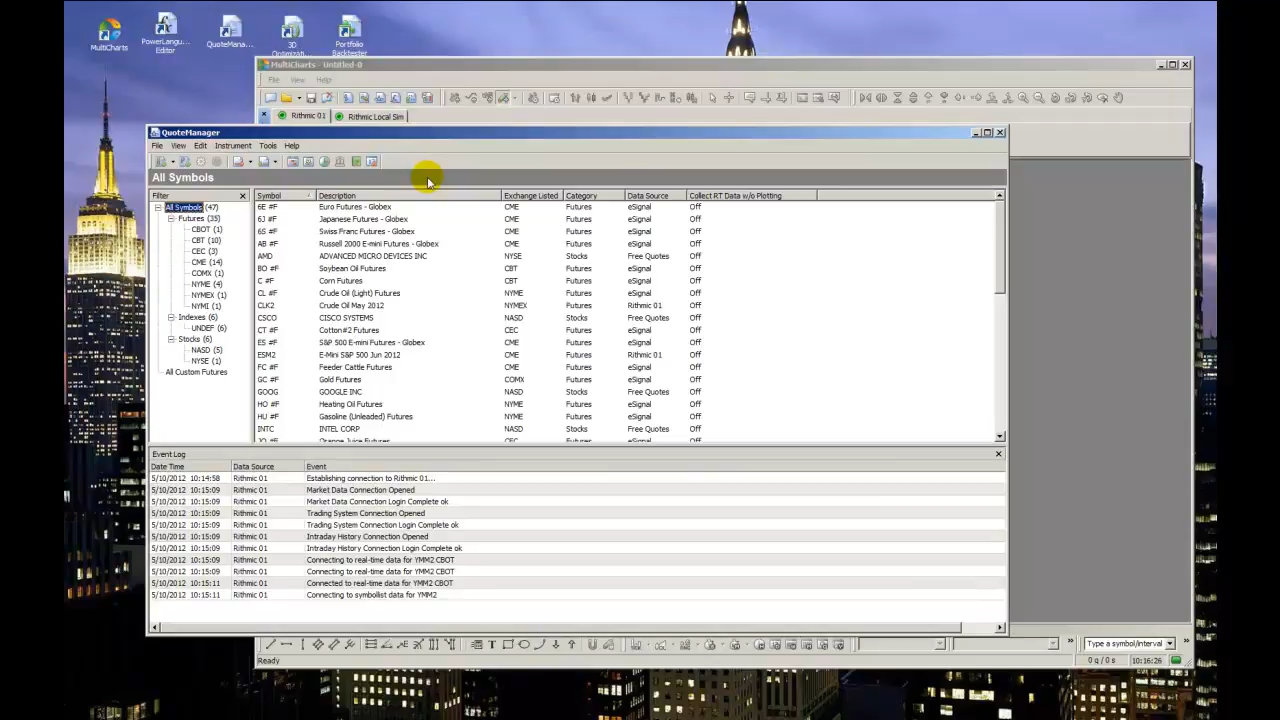 MultiCharts
PowerLangu... Editor
QuoteMana...
3D Optimizati...
Portfolio Backtester
MultiCharts - Untitled-0
File View Help
Rithmic 01
Rithmic Local Sim
QuoteManager
File View Edit Instrument Tools Help
All Symbols
Filter
All Symbols (47)
Futures (35)
CBOT (1)
CBT (10)
CEC (3)
CME (14)
COMX (1)
NYME (4)
NYMEX (1)
NYMI (1)
Indexes (6)
UNDEF (6)
Stocks (6)
NASD (5)
NYSE (1)
All Custom Futures
Symbol Description Exchange Listed Category Data Source Collect RT Data w/o Plotting
6E #F Euro Futures - Globex CME Futures eSignal Off
6J #F Japanese Futures - Globex CME Futures eSignal Off
6S #F Swiss Franc Futures - Globex CME Futures eSignal Off
AB #F Russell 2000 E-mini Futures - Globex CME Futures eSignal Off
AMD ADVANCED MICRO DEVICES INC NYSE Stocks Free Quotes Off
BO #F Soybean Oil Futures CBT Futures eSignal Off
C #F Corn Futures CBT Futures eSignal Off
CL #F Crude Oil (Light) Futures NYME Futures eSignal Off
CLK2 Crude Oil May 2012 NYMEX Futures Rithmic 01 Off
CSCO CISCO SYSTEMS NASD Stocks Free Quotes Off
CT #F Cotton#2 Futures CEC Futures eSignal Off
ES #F S&P 500 E-mini Futures - Globex CME Futures eSignal Off
ESM2 E-Mini S&P 500 Jun 2012 CME Futures Rithmic 01 Off
FC #F Feeder Cattle Futures CME Futures eSignal Off
GC #F Gold Futures COMX Futures eSignal Off
GOOG GOOGLE INC NASD Stocks Free Quotes Off
HO #F Heating Oil Futures NYME Futures eSignal Off
HU #F Gasoline (Unleaded) Futures NYME Futures eSignal Off
INTC INTEL CORP NASD Stocks Free Quotes Off
JO #F Orange Juice Futures CEC Futures eSignal Off
Event Log
Date Time Data Source Event
5/10/2012 10:14:58 Rithmic 01 Establishing connection to Rithmic 01...
5/10/2012 10:15:09 Rithmic 01 Market Data Connection Opened
5/10/2012 10:15:09 Rithmic 01 Market Data Connection Login Complete ok
5/10/2012 10:15:09 Rithmic 01 Trading System Connection Opened
5/10/2012 10:15:09 Rithmic 01 Trading System Connection Login Complete ok
5/10/2012 10:15:09 Rithmic 01 Intraday History Connection Opened
5/10/2012 10:15:09 Rithmic 01 Intraday History Connection Login Complete ok
5/10/2012 10:15:09 Rithmic 01 Connecting to real-time data for YMM2 CBOT
5/10/2012 10:15:09 Rithmic 01 Connecting to real-time data for YMM2 CBOT
5/10/2012 10:15:11 Rithmic 01 Connected to real-time data for YMM2 CBOT
5/10/2012 10:15:11 Rithmic 01 Connecting to symbollist data for YMM2
Type a symbol/interval
Ready
0 q / 0 s
10:16:26